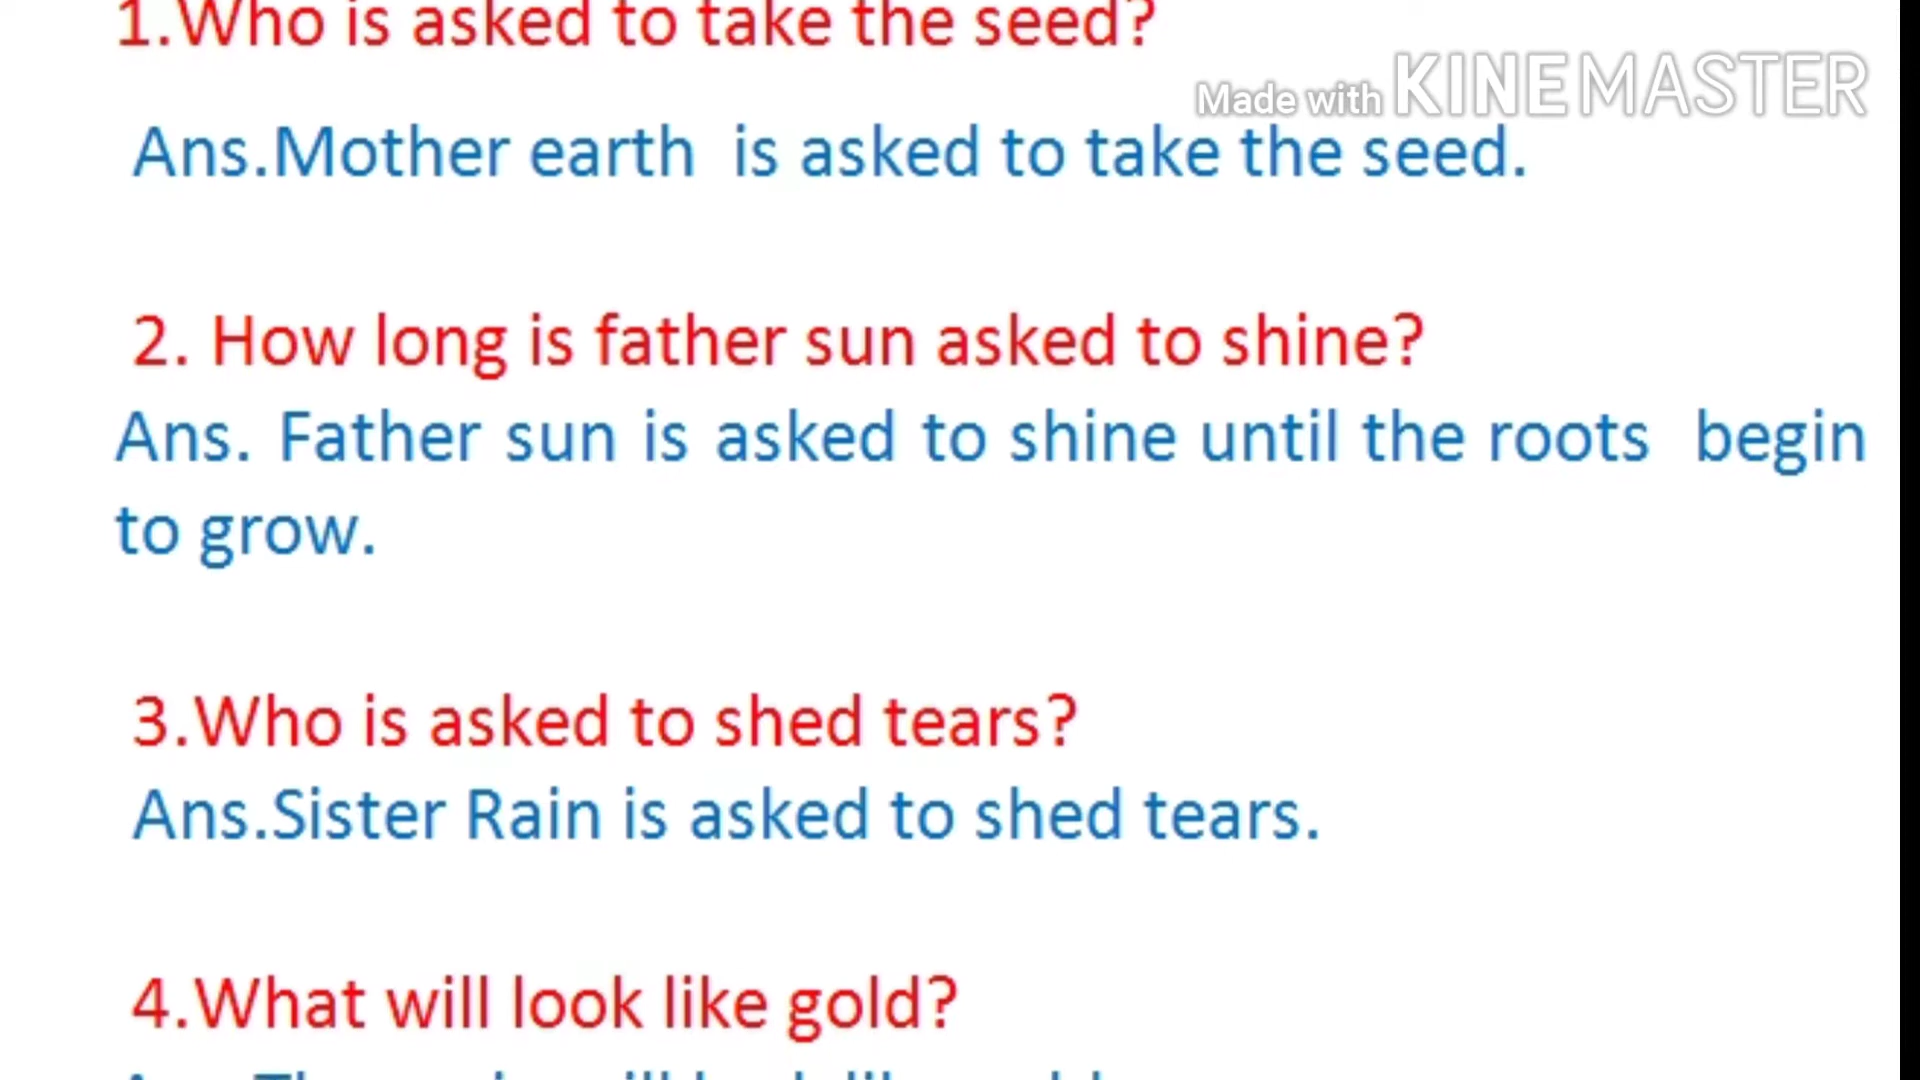 1.Who is asked to take the seed?
Made with KINEMASTER
Ans.Mother earth is asked to take the seed.
2. How long is father sun asked to shine?
Ans. Father sun is asked to shine until the roots begin
to grow.
3.Who is asked to shed tears?
Ans.Sister Rain is asked to shed tears.
4.What will look like gold?